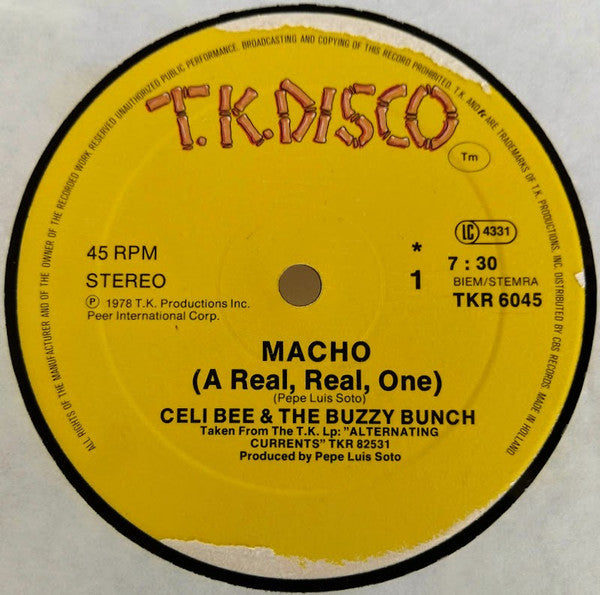 ALL RIGHTS OF THE MANUFACTURER AND OF THE OWNER OF THE RECORDED WORK RESERVED UNAUTHORIZED PUBLIC PERFORMANCE. BROADCASTING AND COPYING OF THIS RECORD PROHIBITED. T.K. AND ARE TRADEMARKS OF T.K. PRODUCTIONS, INC. DISTRIBUTED BY CBS RECORDS. MADE IN HOLLAND
T.K.DISCO
Tm
LC 4331
45 RPM
STEREO
* 1
7 : 30
BIEM/STEMRA
TKR 6045
℗ 1978 T.K. Productions Inc.
Peer International Corp.
MACHO
(A Real, Real, One)
(Pepe Luis Soto)
CELI BEE & THE BUZZY BUNCH
Taken From The T.K. Lp: "ALTERNATING
CURRENTS" TKR 82531
Produced by Pepe Luis Soto